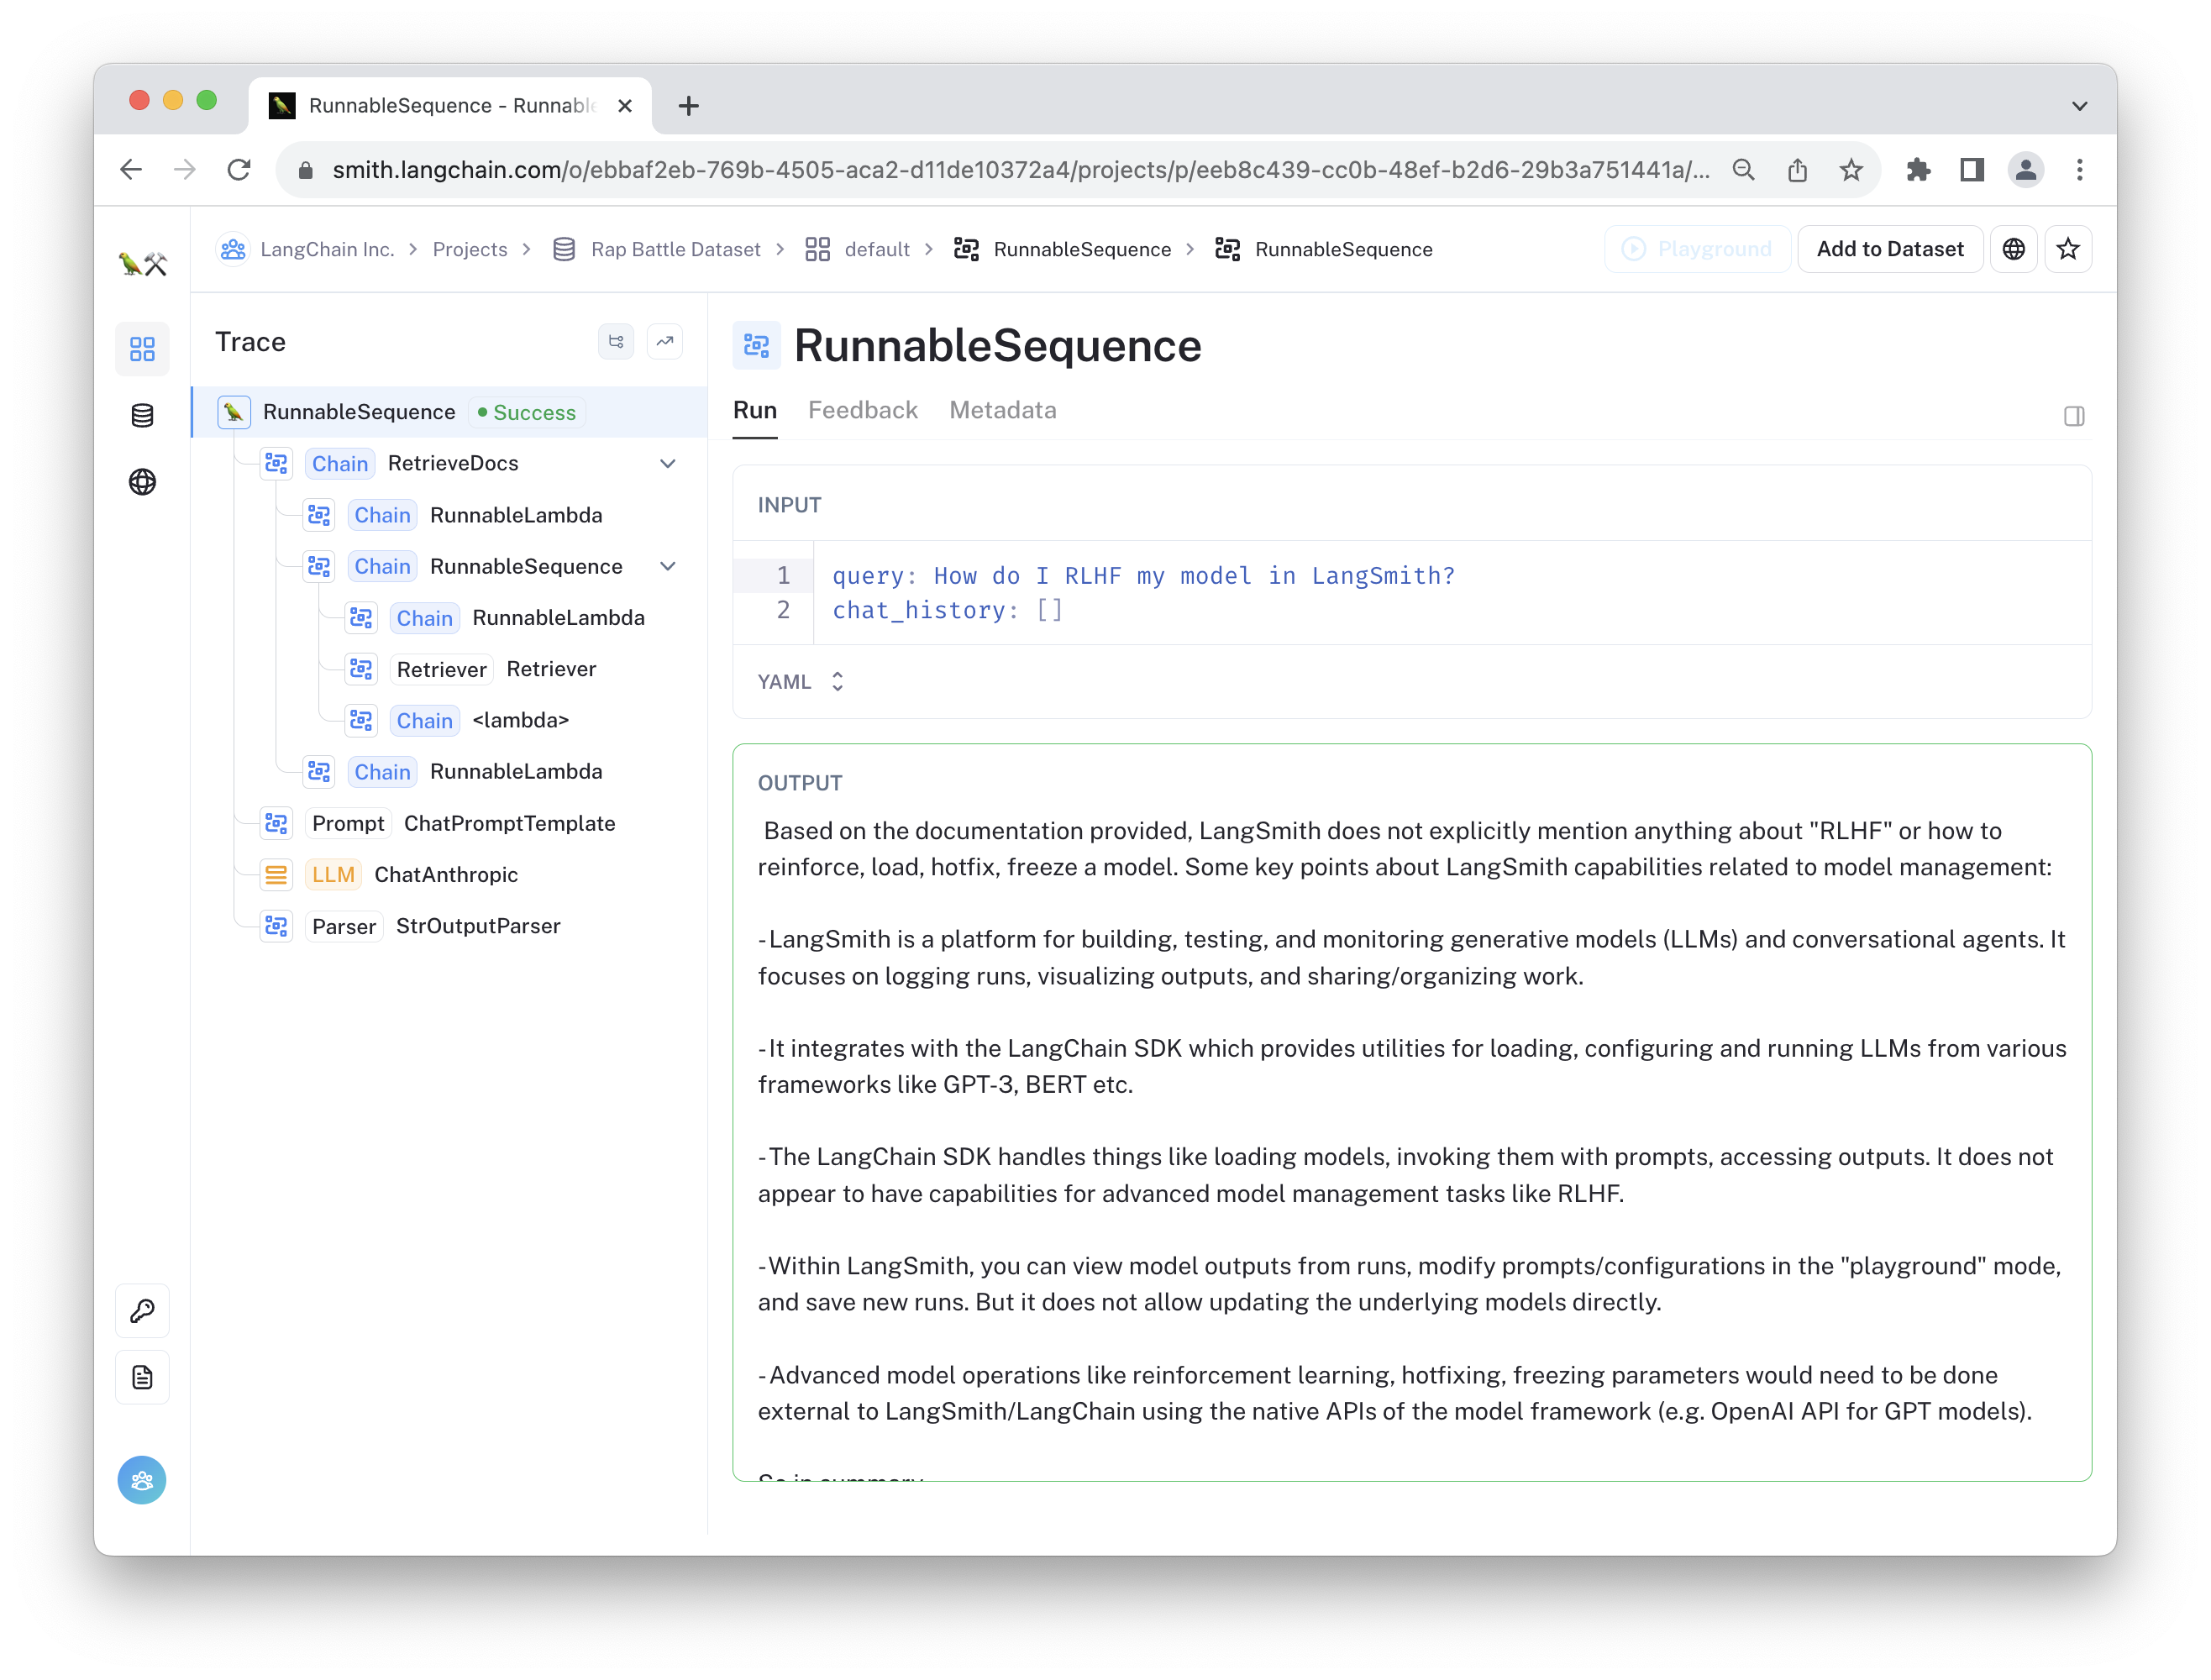 RunnableSequence - Runnable
smith.langchain.com/o/ebbaf2eb-769b-4505-aca2-d11de10372a4/projects/p/eeb8c439-cc0b-48ef-b2d6-29b3a751441a/...
LangChain Inc. > Projects > Rap Battle Dataset > default > RunnableSequence > RunnableSequence
Playground
Add to Dataset
Trace
RunnableSequence Success
Chain RetrieveDocs
Chain RunnableLambda
Chain RunnableSequence
Chain RunnableLambda
Retriever Retriever
Chain <lambda>
Chain RunnableLambda
Prompt ChatPromptTemplate
LLM ChatAnthropic
Parser StrOutputParser
RunnableSequence
Run Feedback Metadata
INPUT
1 query: How do I RLHF my model in LangSmith?
2 chat_history: []
YAML
OUTPUT
Based on the documentation provided, LangSmith does not explicitly mention anything about "RLHF" or how to
reinforce, load, hotfix, freeze a model. Some key points about LangSmith capabilities related to model management:
- LangSmith is a platform for building, testing, and monitoring generative models (LLMs) and conversational agents. It
focuses on logging runs, visualizing outputs, and sharing/organizing work.
- It integrates with the LangChain SDK which provides utilities for loading, configuring and running LLMs from various
frameworks like GPT-3, BERT etc.
- The LangChain SDK handles things like loading models, invoking them with prompts, accessing outputs. It does not
appear to have capabilities for advanced model management tasks like RLHF.
- Within LangSmith, you can view model outputs from runs, modify prompts/configurations in the "playground" mode,
and save new runs. But it does not allow updating the underlying models directly.
- Advanced model operations like reinforcement learning, hotfixing, freezing parameters would need to be done
external to LangSmith/LangChain using the native APIs of the model framework (e.g. OpenAI API for GPT models).
So in summary